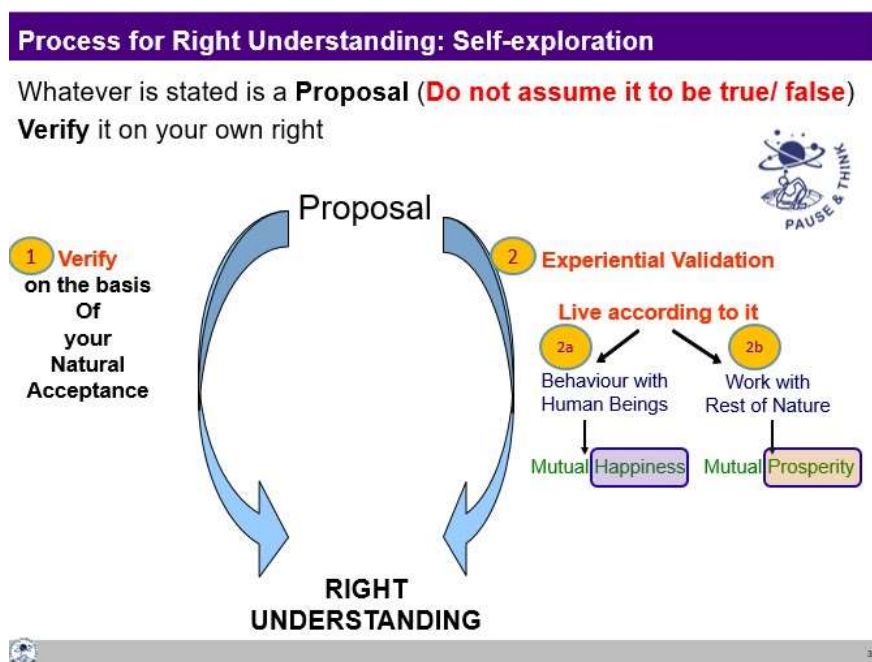 Process for Right Understanding: Self-exploration
Whatever is stated is a Proposal (Do not assume it to be true/ false)
Verify it on your own right
PAUSE & THINK
Proposal
1 Verify
on the basis
Of
your
Natural
Acceptance
2 Experiential Validation
Live according to it
2a
2b
Behaviour with
Human Beings
Work with
Rest of Nature
Mutual Happiness
Mutual Prosperity
RIGHT
UNDERSTANDING